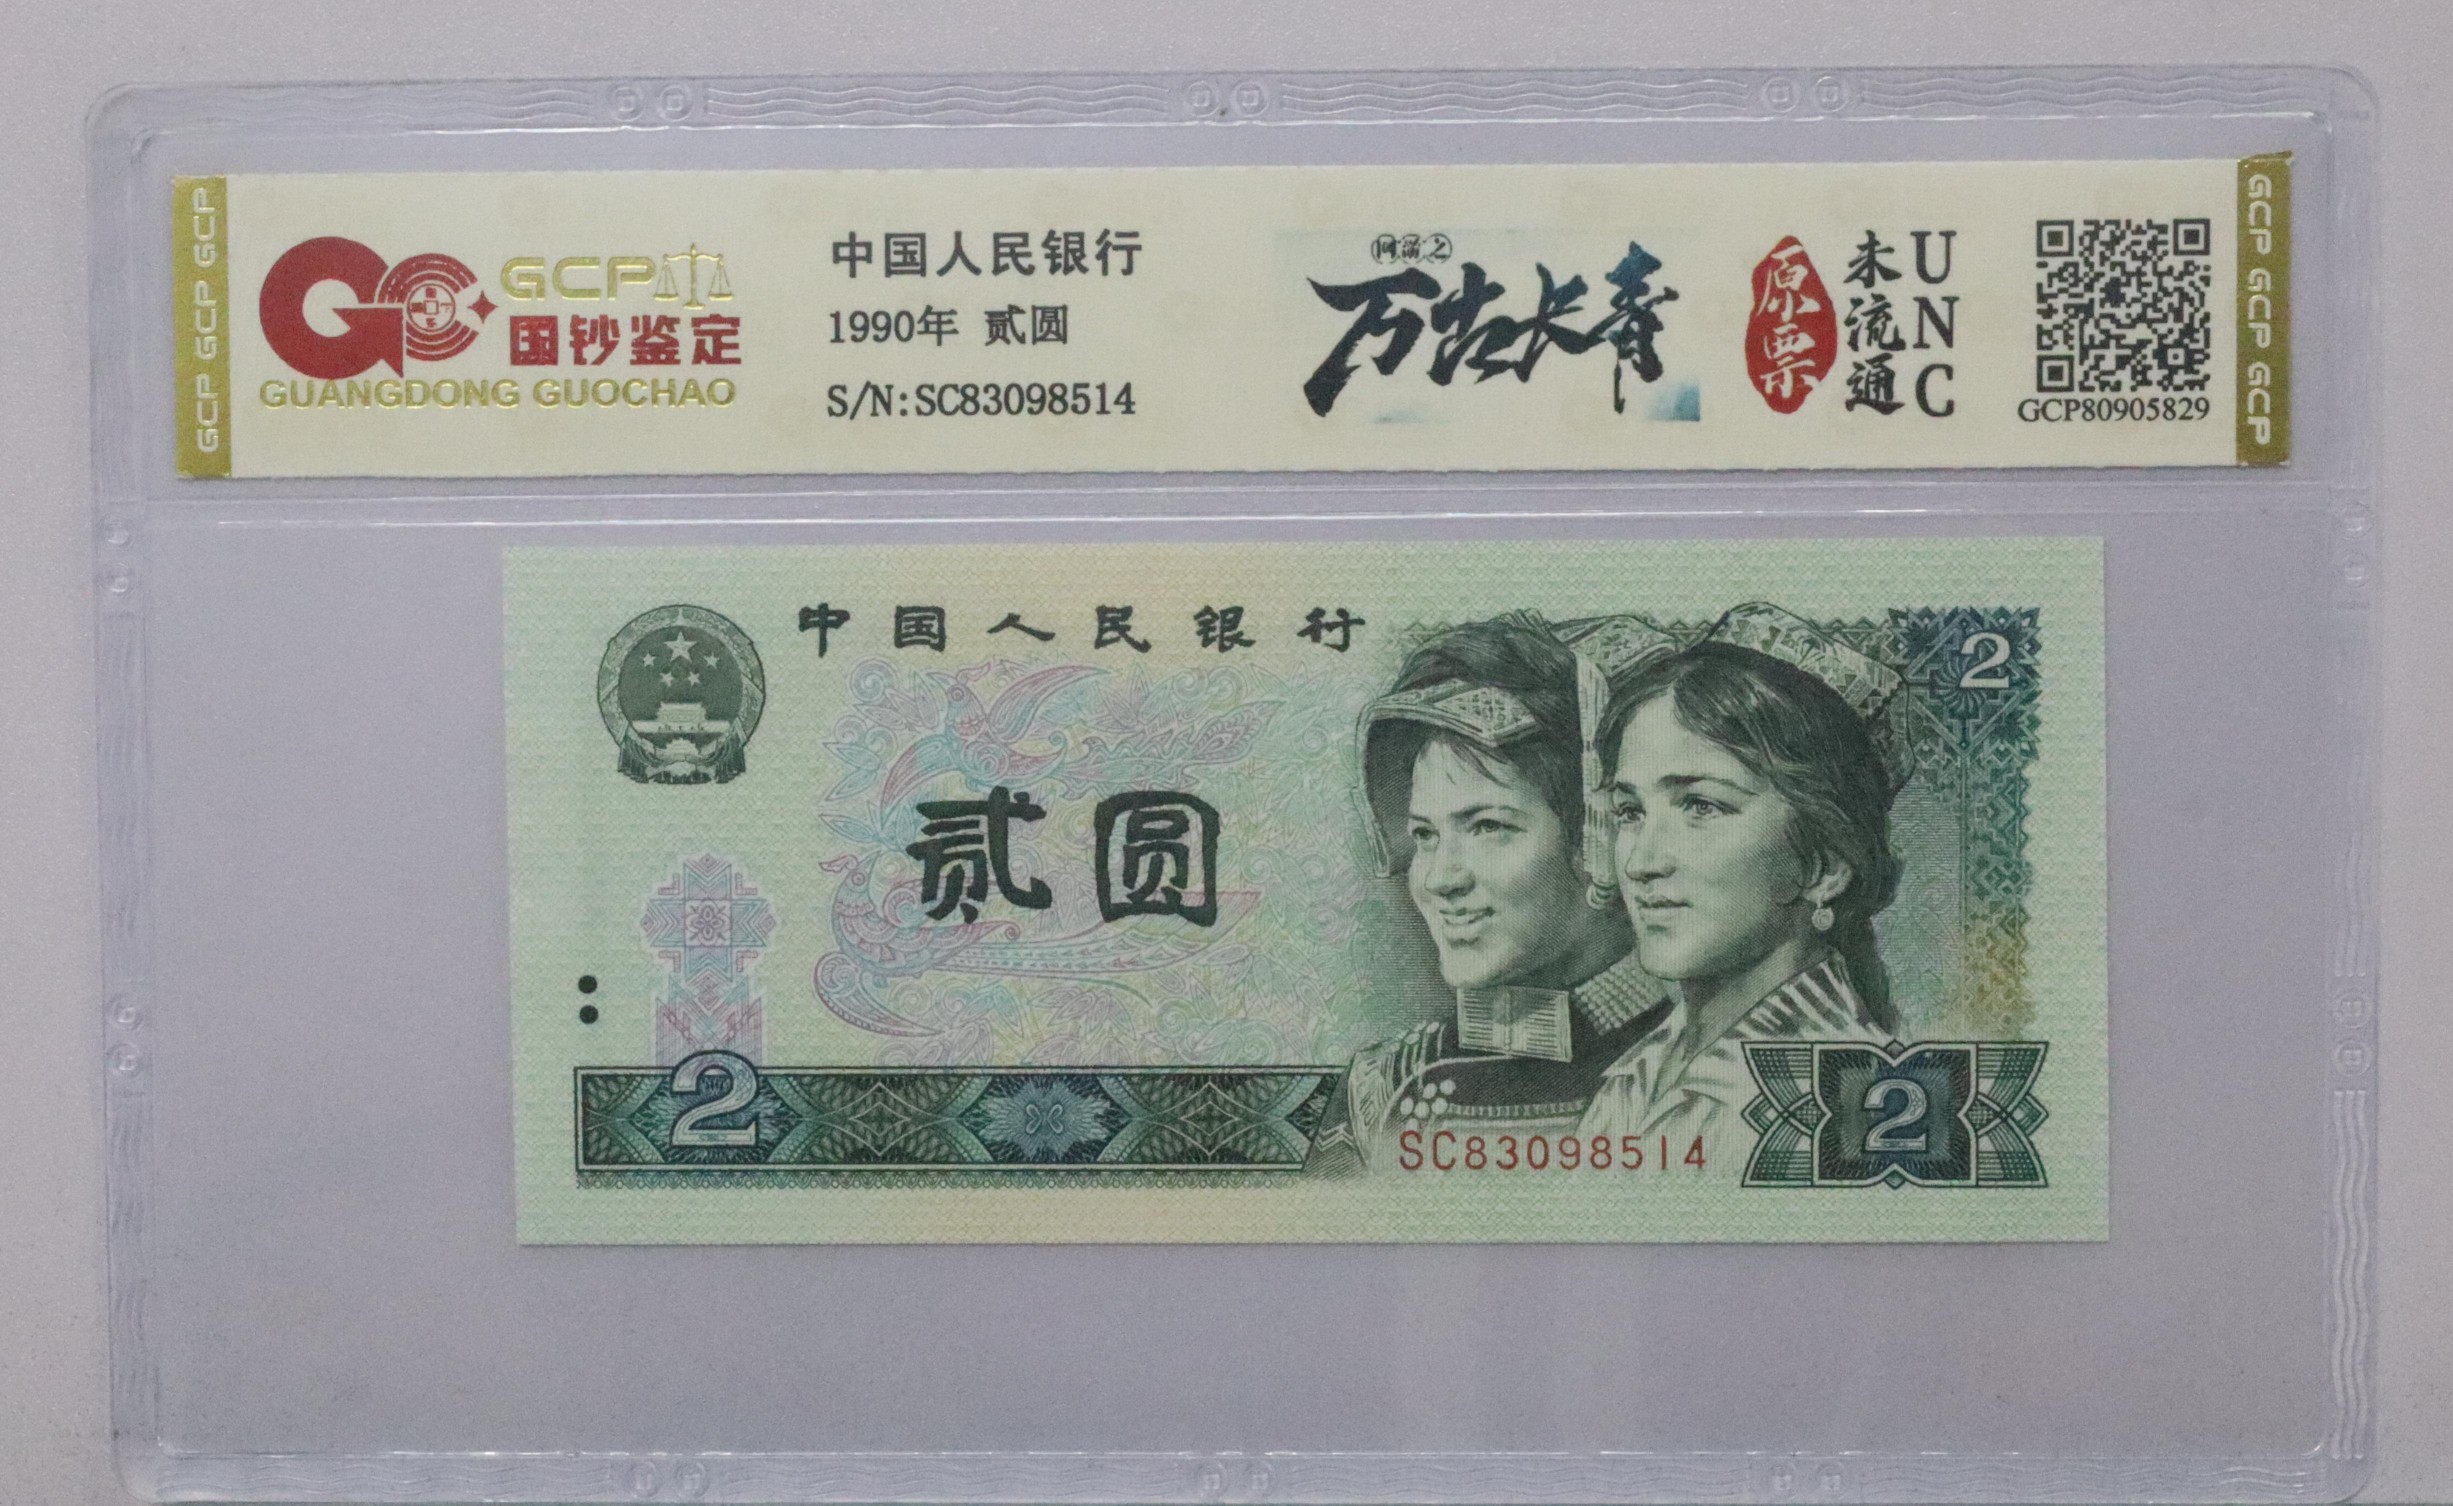 GCP GCP GCP
GCP
国钞鉴定
GUANGDONG GUOCHAO
中国人民银行
1990年 贰圆
S/N:SC83098514
万古长春
原票
未流通
UNC
GCP80905829
GCP GCP GCP
中国人民银行
2
贰圆
2
SC83098514
2